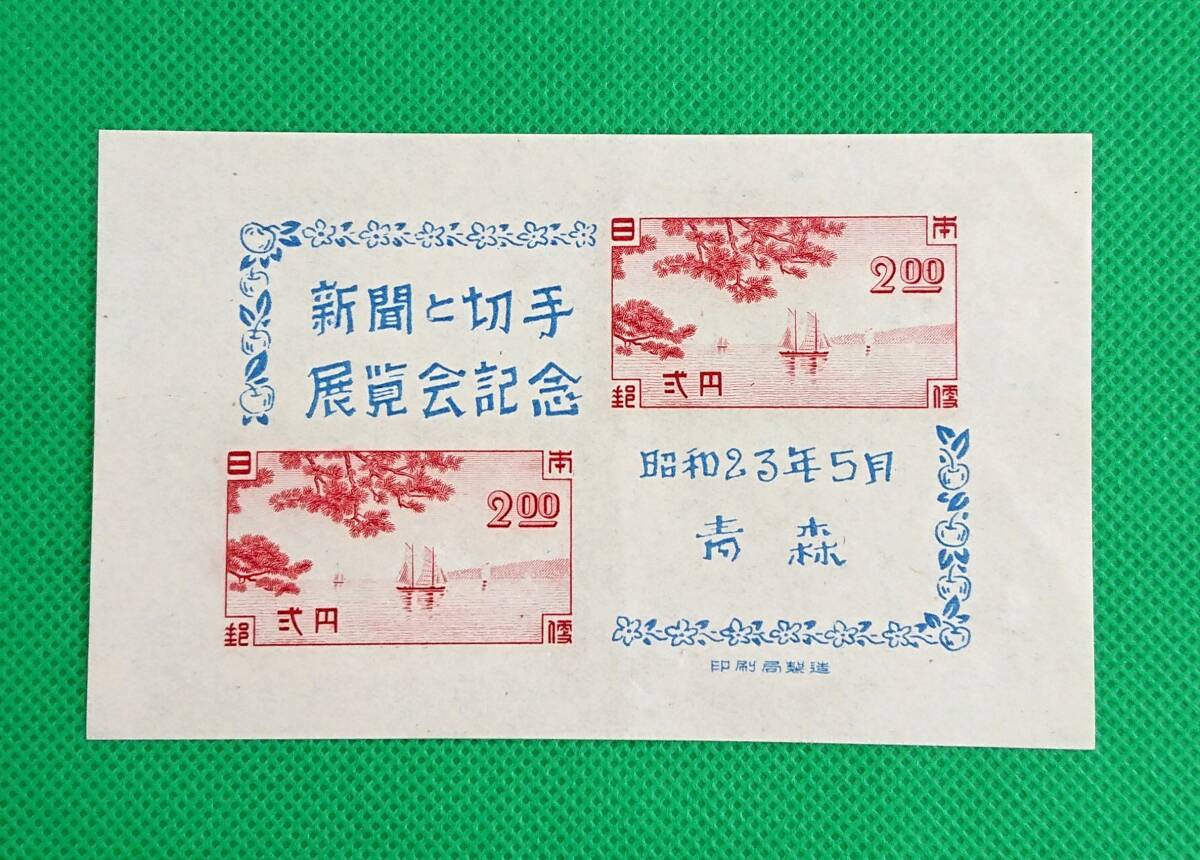 新聞と切手
展覧会記念
日本
2.00
弐円
郵便
日本
2.00
弐円
郵便
昭和23年5月
青森
印刷局製造